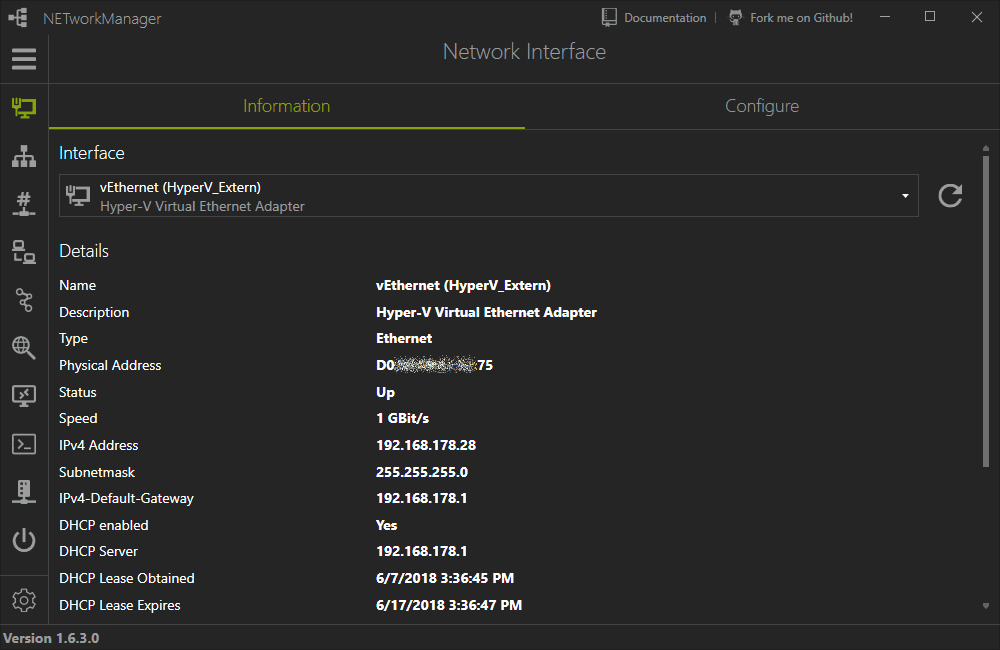 NETworkManager
Documentation | Fork me on Github!
Network Interface
Information Configure
Interface
vEthernet (HyperV_Extern)
Hyper-V Virtual Ethernet Adapter
Details
Name vEthernet (HyperV_Extern)
Description Hyper-V Virtual Ethernet Adapter
Type Ethernet
Physical Address D0 75
Status Up
Speed 1 GBit/s
IPv4 Address 192.168.178.28
Subnetmask 255.255.255.0
IPv4-Default-Gateway 192.168.178.1
DHCP enabled Yes
DHCP Server 192.168.178.1
DHCP Lease Obtained 6/7/2018 3:36:45 PM
DHCP Lease Expires 6/17/2018 3:36:47 PM
Version 1.6.3.0